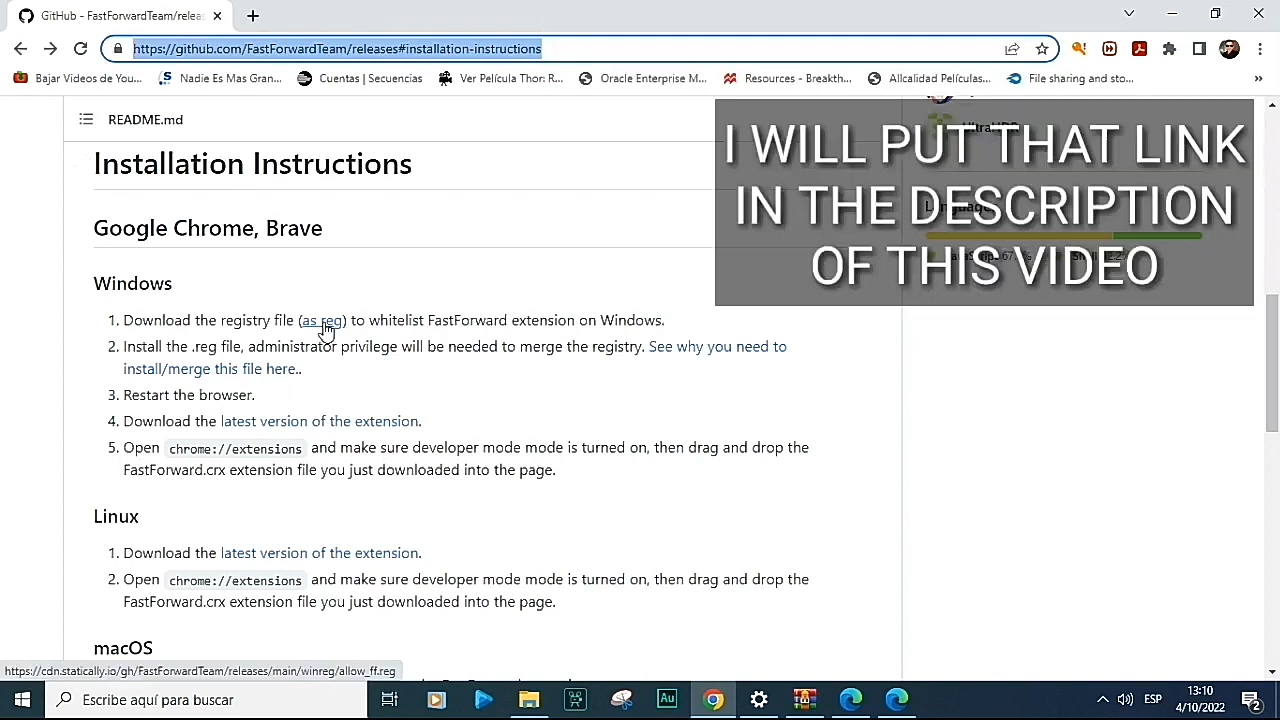 GitHub - FastForwardTeam/releas
https://github.com/FastForwardTeam/releases#installation-instructions
Bajar Vídeos de You...
Nadie Es Mas Gran...
Cuentas | Secuencias
Ver Película Thor: R...
Oracle Enterprise M...
Resources - Breakth...
Allcalidad Películas,...
File sharing and sto...
»
README.md
I WILL PUT THAT LINK
IN THE DESCRIPTION
OF THIS VIDEO
Installation Instructions
Google Chrome, Brave
Windows
1. Download the registry file (as reg) to whitelist FastForward extension on Windows.
2. Install the .reg file, administrator privilege will be needed to merge the registry. See why you need to
install/merge this file here..
3. Restart the browser.
4. Download the latest version of the extension.
5. Open chrome://extensions and make sure developer mode mode is turned on, then drag and drop the
FastForward.crx extension file you just downloaded into the page.
Linux
1. Download the latest version of the extension.
2. Open chrome://extensions and make sure developer mode mode is turned on, then drag and drop the
FastForward.crx extension file you just downloaded into the page.
macOS
https://cdn.statically.io/gh/FastForwardTeam/releases/main/winreg/allow_ff.reg
Escribe aquí para buscar
Au
ESP
13:10
4/10/2022
2